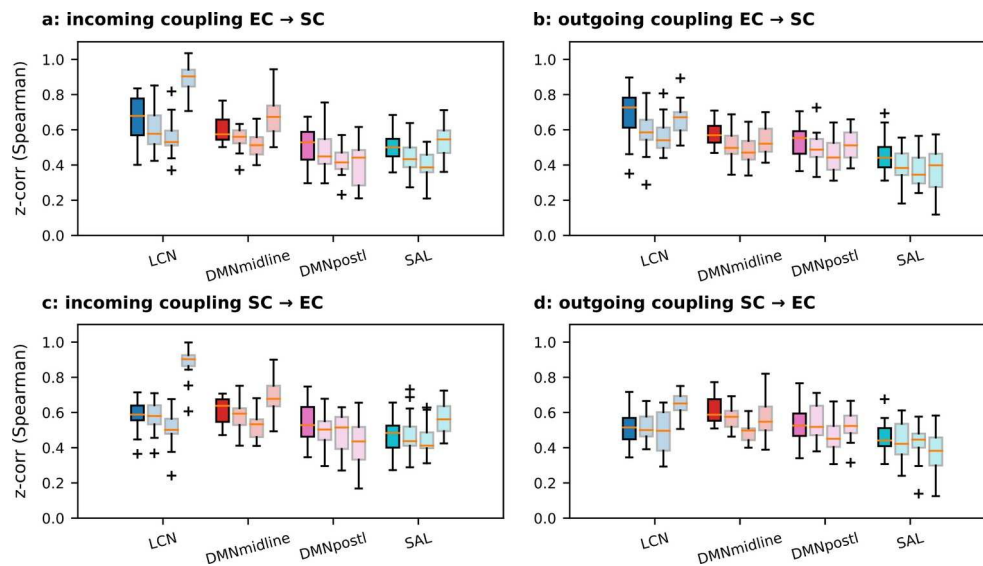 a: incoming coupling EC → SC
b: outgoing coupling EC → SC
z-corr (Spearman)
1.0
0.8
0.6
0.4
0.2
0.0
LCN
DMNmidline
DMNpostl
SAL
1.0
0.8
0.6
0.4
0.2
0.0
LCN
DMNmidline
DMNpostl
SAL
c: incoming coupling SC → EC
d: outgoing coupling SC → EC
z-corr (Spearman)
1.0
0.8
0.6
0.4
0.2
0.0
LCN
DMNmidline
DMNpostl
SAL
1.0
0.8
0.6
0.4
0.2
0.0
LCN
DMNmidline
DMNpostl
SAL